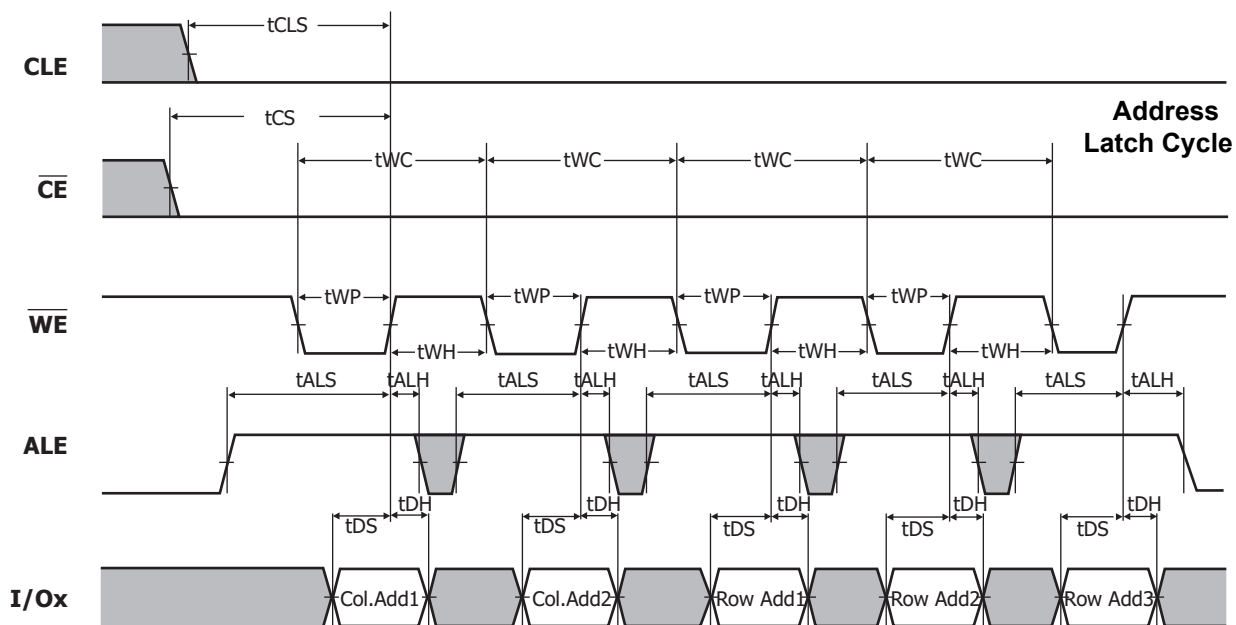 tCLS
CLE
tCS
Address
Latch Cycle
tWC tWC tWC tWC
CE
tWP tWP tWP tWP
WE
tWH tWH tWH tWH
tALS tALH tALS tALH tALS tALH tALS tALH tALS tALH
ALE
tDH tDH tDH tDH tDH
tDS tDS tDS tDS tDS
I/Ox Col.Add1 Col.Add2 Row Add1 Row Add2 Row Add3